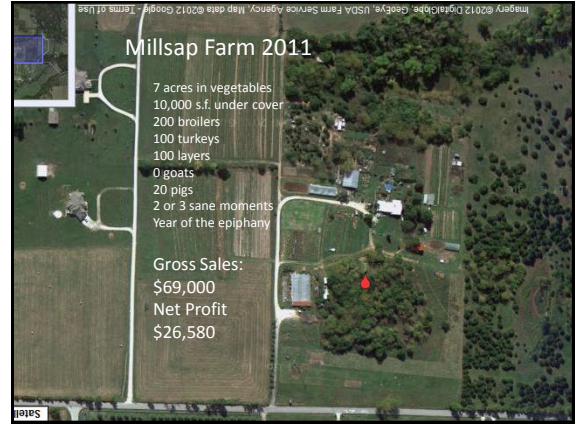 Imagery ©2012 DigitalGlobe, GeoEye, USDA Farm Service Agency, Map data ©2012 Google - Terms of Use
Millsap Farm 2011
7 acres in vegetables
10,000 s.f. under cover
200 broilers
100 turkeys
100 layers
0 goats
20 pigs
2 or 3 sane moments
Year of the epiphany
Gross Sales:
$69,000
Net Profit
$26,580
Satell